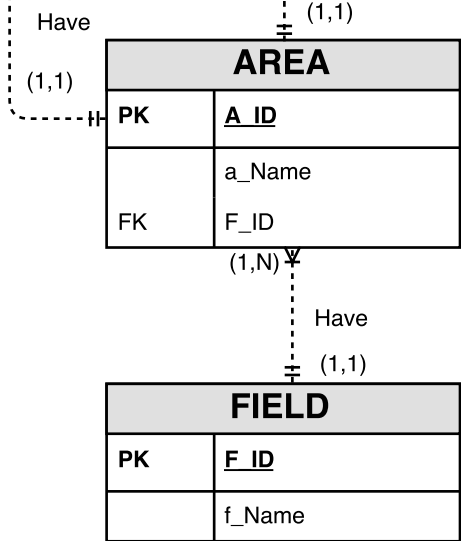 (1,1)
Have
(1,1)
AREA
PK A_ID
a_Name
FK F_ID
(1,N)
Have
(1,1)
FIELD
PK F_ID
f_Name